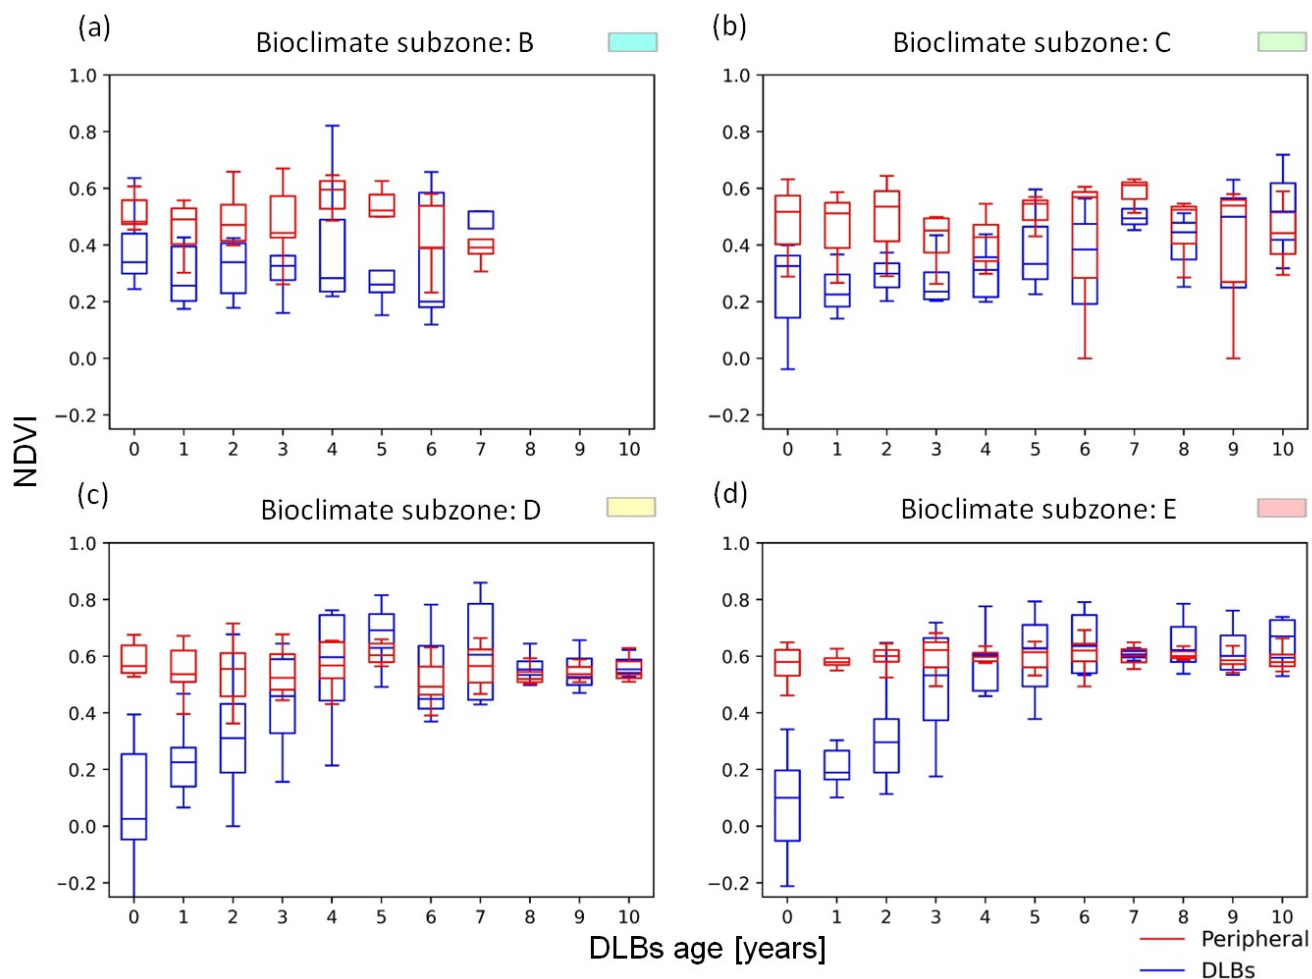 (a)
Bioclimate subzone: B
(b)
Bioclimate subzone: C
1.0
0.8
0.6
0.4
0.2
0.0
−0.2
0 1 2 3 4 5 6 7 8 9 10
1.0
0.8
0.6
0.4
0.2
0.0
−0.2
0 1 2 3 4 5 6 7 8 9 10
NDVI
(c)
Bioclimate subzone: D
(d)
Bioclimate subzone: E
1.0
0.8
0.6
0.4
0.2
0.0
−0.2
0 1 2 3 4 5 6 7 8 9 10
1.0
0.8
0.6
0.4
0.2
0.0
−0.2
0 1 2 3 4 5 6 7 8 9 10
DLBs age [years]
Peripheral
DLBs